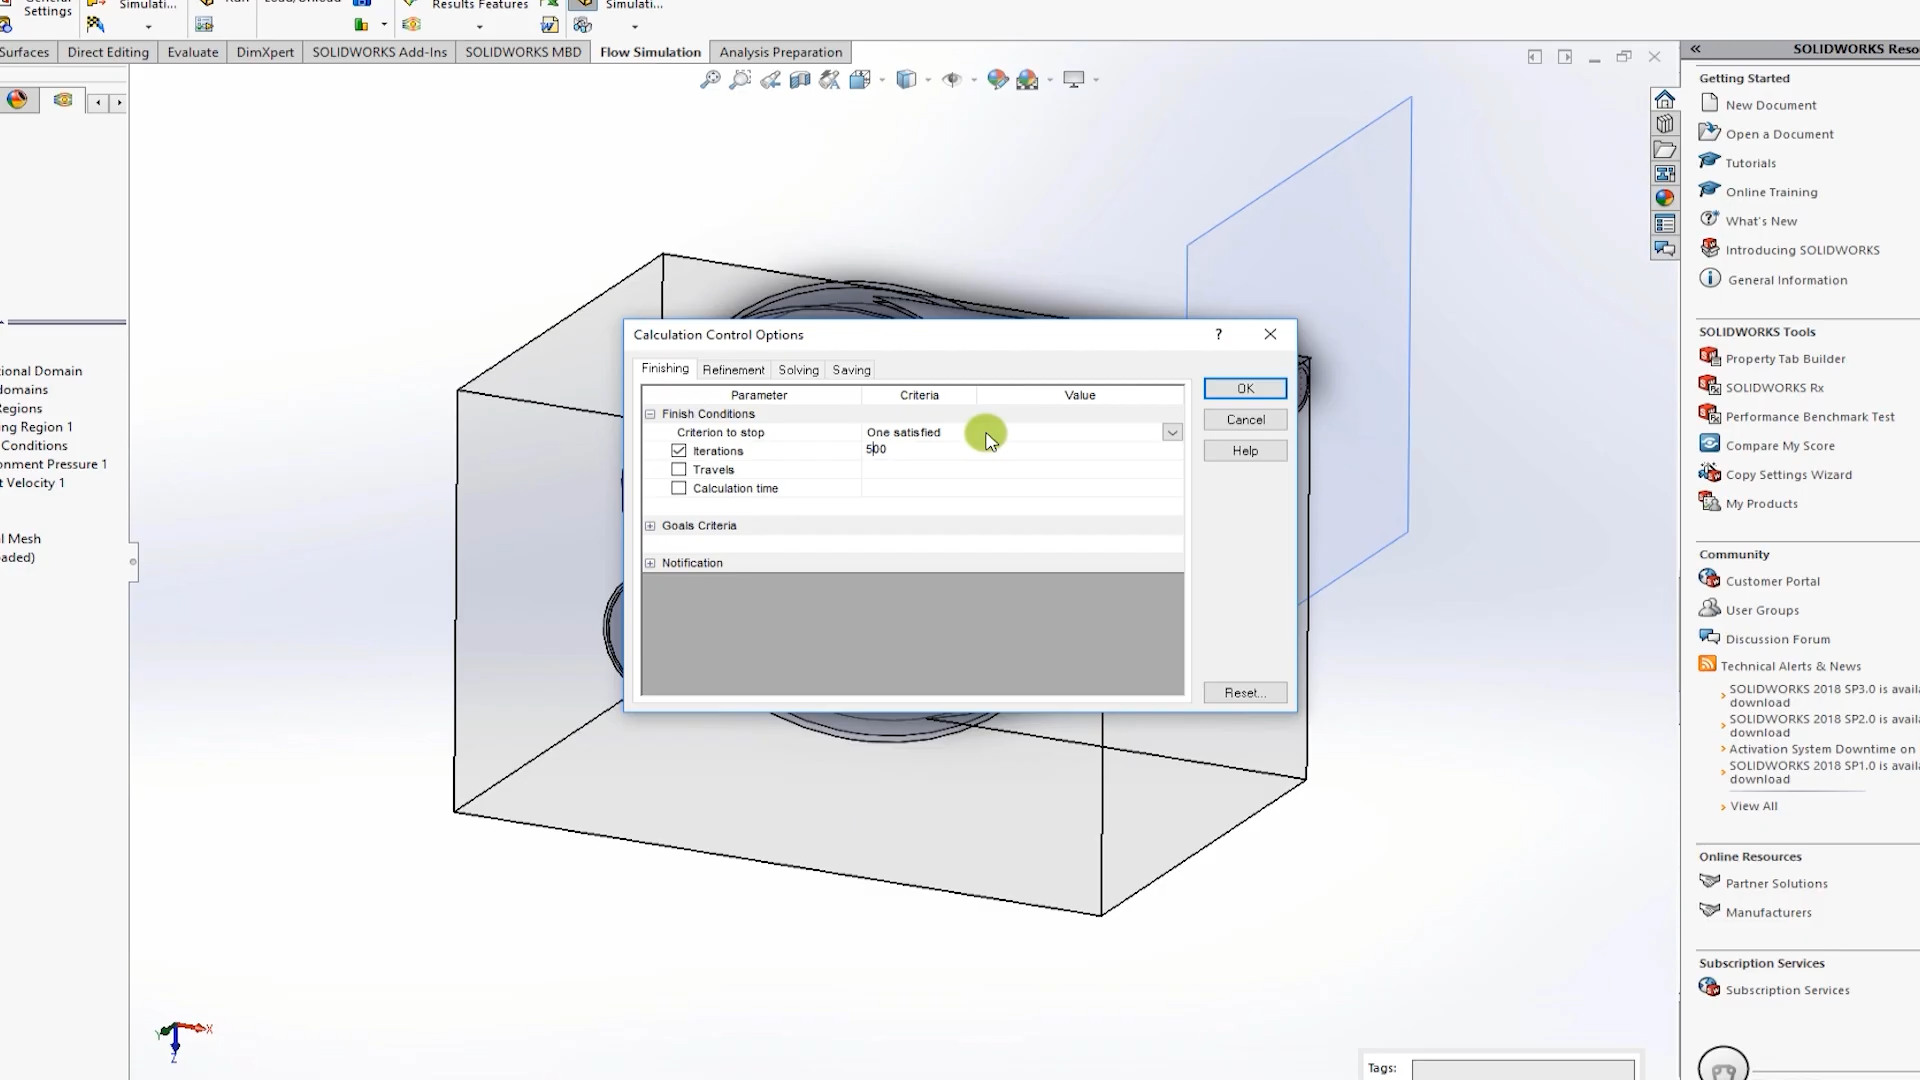 General
Settings
Simulati...
Results Features
Simulati...
Surfaces
Direct Editing
Evaluate
DimXpert
SOLIDWORKS Add-Ins
SOLIDWORKS MBD
Flow Simulation
Analysis Preparation
ional Domain
domains
Regions
ng Region 1
Conditions
onment Pressure 1
t Velocity 1
l Mesh
aded)
Calculation Control Options
?
Finishing
Refinement
Solving
Saving
Parameter
Criteria
Value
Finish Conditions
Criterion to stop
One satisfied
Iterations
500
Travels
Calculation time
Goals Criteria
Notification
OK
Cancel
Help
Reset...
X
Y
Z
Tags:
SOLIDWORKS Reso
Getting Started
New Document
Open a Document
Tutorials
Online Training
What's New
Introducing SOLIDWORKS
General Information
SOLIDWORKS Tools
Property Tab Builder
SOLIDWORKS Rx
Performance Benchmark Test
Compare My Score
Copy Settings Wizard
My Products
Community
Customer Portal
User Groups
Discussion Forum
Technical Alerts & News
SOLIDWORKS 2018 SP3.0 is availa
download
SOLIDWORKS 2018 SP2.0 is availa
download
Activation System Downtime on
SOLIDWORKS 2018 SP1.0 is availa
download
View All
Online Resources
Partner Solutions
Manufacturers
Subscription Services
Subscription Services